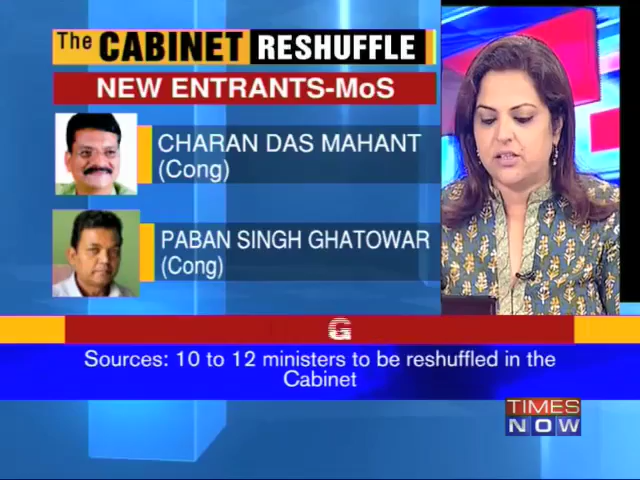 The CABINET RESHUFFLE
NEW ENTRANTS-MoS
CHARAN DAS MAHANT
(Cong)
PABAN SINGH GHATOWAR
(Cong)
G
Sources: 10 to 12 ministers to be reshuffled in the
Cabinet
TIMES
NOW